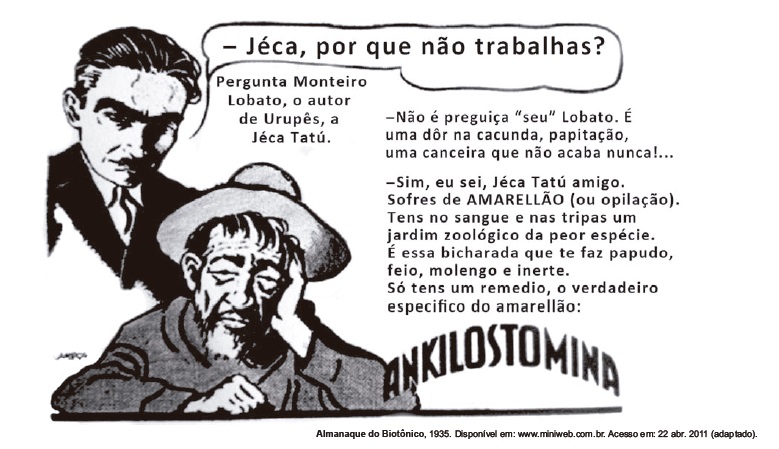 – Jéca, por que não trabalhas?
Pergunta Monteiro
Lobato, o autor
de Urupês, a
Jéca Tatú.
–Não é preguiça “seu” Lobato. É
uma dôr na cacunda, papitação,
uma canceira que não acaba nunca!...
–Sim, eu sei, Jéca Tatú amigo.
Sofres de AMARELLÃO (ou opilação).
Tens no sangue e nas tripas um
jardim zoológico da peor espécie.
É essa bicharada que te faz papudo,
feio, molengo e inerte.
Só tens um remedio, o verdadeiro
especifico do amarellão:
ANKILOSTOMINA
Almanaque do Biotônico, 1935. Disponível em: www.miniweb.com.br. Acesso em: 22 abr. 2011 (adaptado).